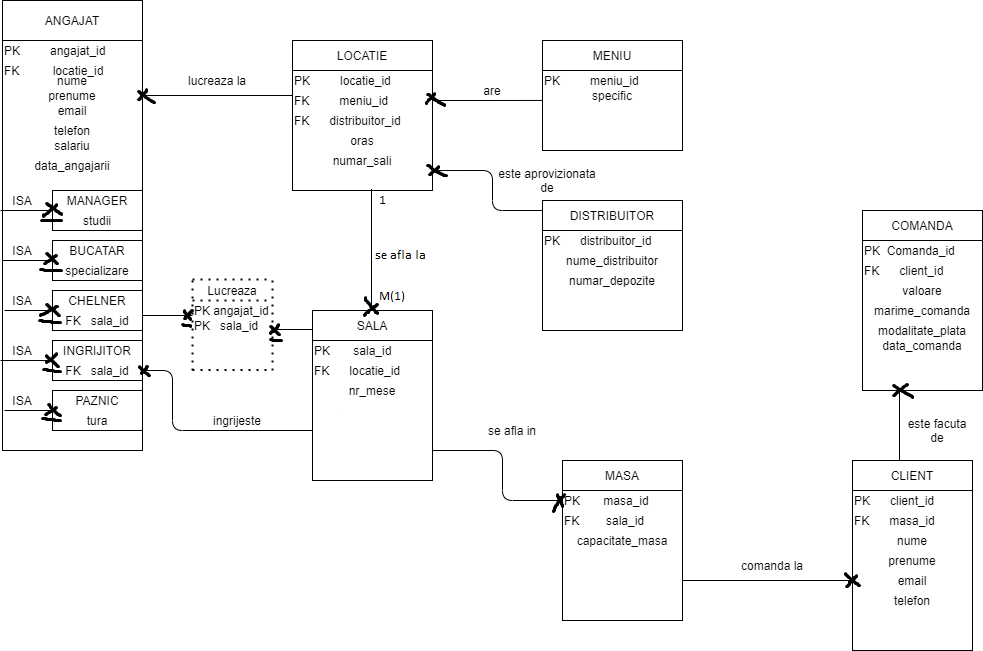 ANGAJAT
PK angajat_id
FK locatie_id
nume
prenume
email
telefon
salariu
data_angajarii
ISA MANAGER
studii
ISA BUCATAR
specializare
ISA CHELNER
FK sala_id
ISA INGRIJITOR
FK sala_id
ISA PAZNIC
tura
lucreaza la
LOCATIE
PK locatie_id
FK meniu_id
FK distribuitor_id
oras
numar_sali
are
MENIU
PK meniu_id
specific
este aprovizionata
de
DISTRIBUITOR
PK distribuitor_id
nume_distribuitor
numar_depozite
1
se afla la
M(1)
Lucreaza
PK angajat_id
PK sala_id
SALA
PK sala_id
FK locatie_id
nr_mese
ingrijeste
se afla in
MASA
PK masa_id
FK sala_id
capacitate_masa
comanda la
COMANDA
PK Comanda_id
FK client_id
valoare
marime_comanda
modalitate_plata
data_comanda
este facuta
de
CLIENT
PK client_id
FK masa_id
nume
prenume
email
telefon